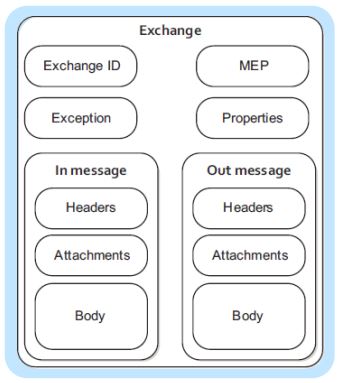 Exchange
Exchange ID
MEP
Exception
Properties
In message
Out message
Headers
Headers
Attachments
Attachments
Body
Body